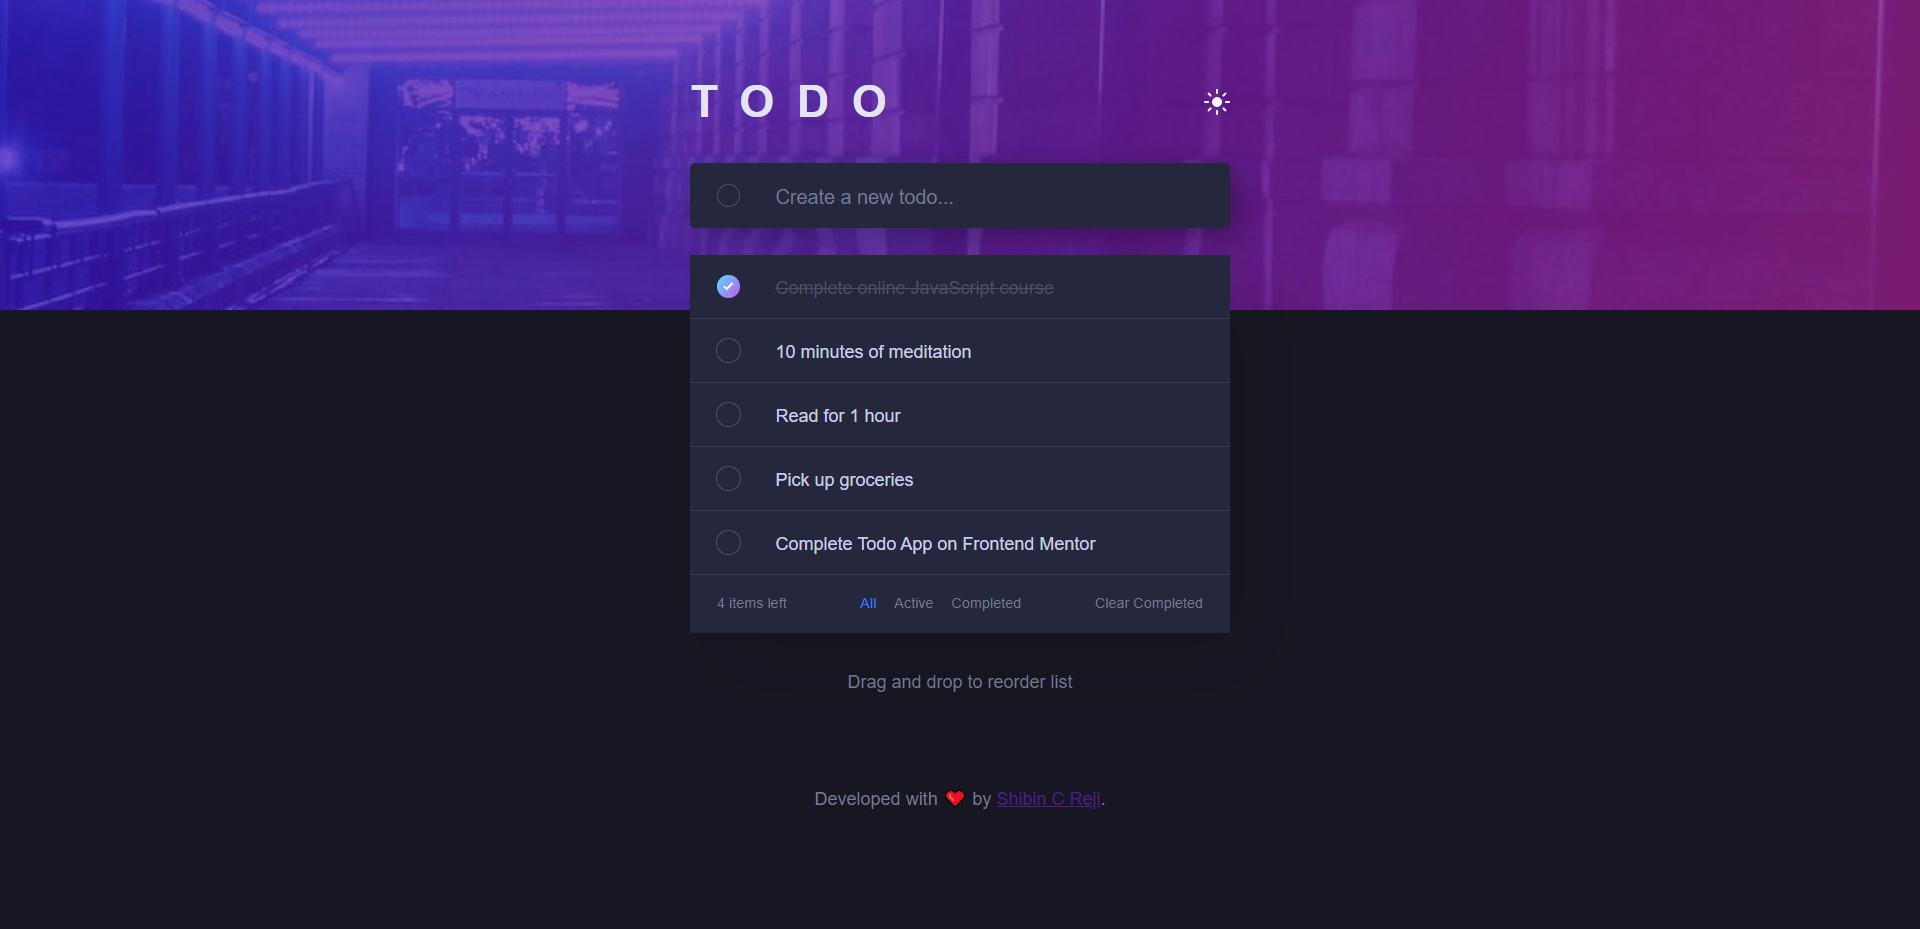 TODO
Create a new todo...
Complete online JavaScript course
10 minutes of meditation
Read for 1 hour
Pick up groceries
Complete Todo App on Frontend Mentor
4 items left All Active Completed Clear Completed
Drag and drop to reorder list
Developed with ❤️ by Shibin C Reji.